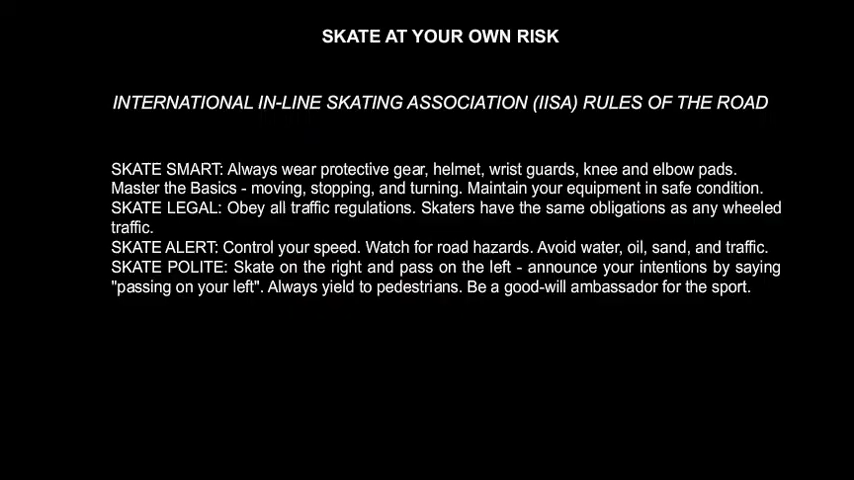 SKATE AT YOUR OWN RISK
INTERNATIONAL IN-LINE SKATING ASSOCIATION (IISA) RULES OF THE ROAD
SKATE SMART: Always wear protective gear, helmet, wrist guards, knee and elbow pads.
Master the Basics - moving, stopping, and turning. Maintain your equipment in safe condition.
SKATE LEGAL: Obey all traffic regulations. Skaters have the same obligations as any wheeled
traffic.
SKATE ALERT: Control your speed. Watch for road hazards. Avoid water, oil, sand, and traffic.
SKATE POLITE: Skate on the right and pass on the left - announce your intentions by saying
"passing on your left". Always yield to pedestrians. Be a good-will ambassador for the sport.